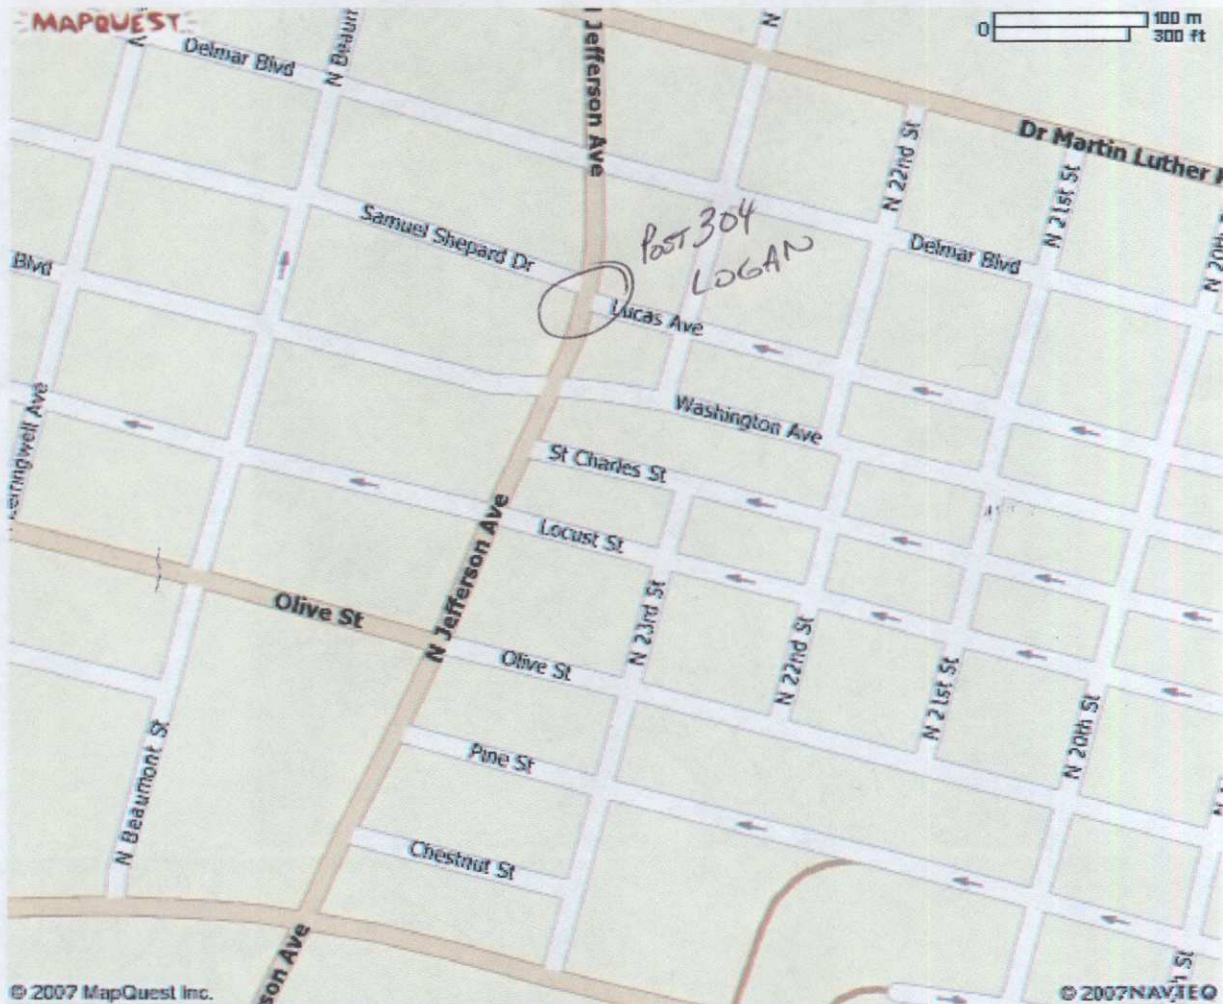 MAPQUEST
0
100 m
300 ft
Delmar Blvd
N Beaum
N
N Jefferson Ave
N
Dr Martin Luther
N 22nd St
N 21st St
N 20th
Samuel Shepard Dr
POST 304
LOGAN
Delmar Blvd
Blvd
Lucas Ave
Washington Ave
St Charles St
Locust St
N Jefferson Ave
Olive St
N 23rd St
N 22nd St
Olive St
N 21st St
N 20th St
Pine St
N Beaumont St
Chestnut St
son Ave
St
© 2007 MapQuest Inc.
© 2007 NAVTEQ